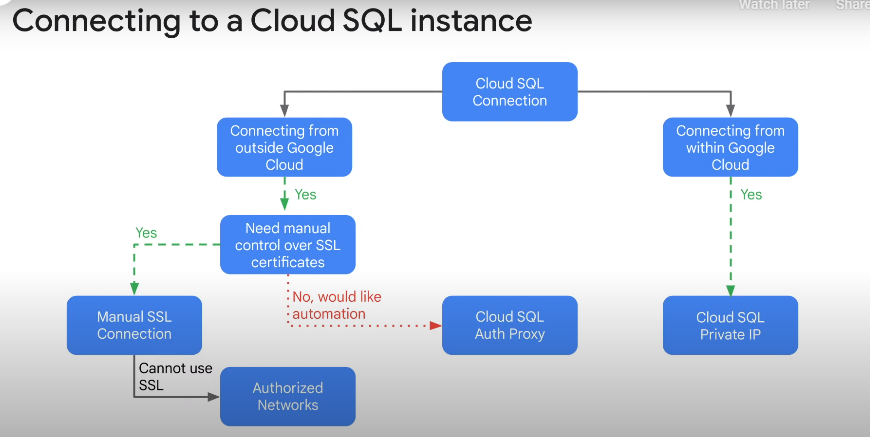 Watch later
Share
Connecting to a Cloud SQL instance
Cloud SQL
Connection
Connecting from
outside Google
Cloud
Connecting from
within Google
Cloud
Yes
Yes
Need manual
control over SSL
certificates
Yes
No, would like
automation
Manual SSL
Connection
Cloud SQL
Auth Proxy
Cloud SQL
Private IP
Cannot use
SSL
Authorized
Networks